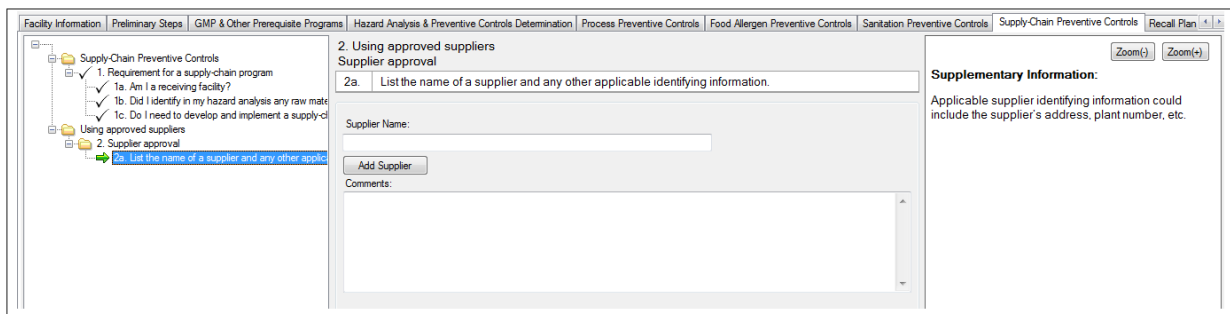 Facility Information Preliminary Steps GMP & Other Prerequisite Programs Hazard Analysis & Preventive Controls Determination Process Preventive Controls Food Allergen Preventive Controls Sanitation Preventive Controls Supply-Chain Preventive Controls Recall Plan
Supply-Chain Preventive Controls
1. Requirement for a supply-chain program
1a. Am I a receiving facility?
1b. Did I identify in my hazard analysis any raw mate
1c. Do I need to develop and implement a supply-cl
Using approved suppliers
2. Supplier approval
2a. List the name of a supplier and any other applica
2. Using approved suppliers
Supplier approval
2a. List the name of a supplier and any other applicable identifying information.
Supplier Name:
Add Supplier
Comments:
Zoom(-) Zoom(+)
Supplementary Information:
Applicable supplier identifying information could
include the supplier's address, plant number, etc.